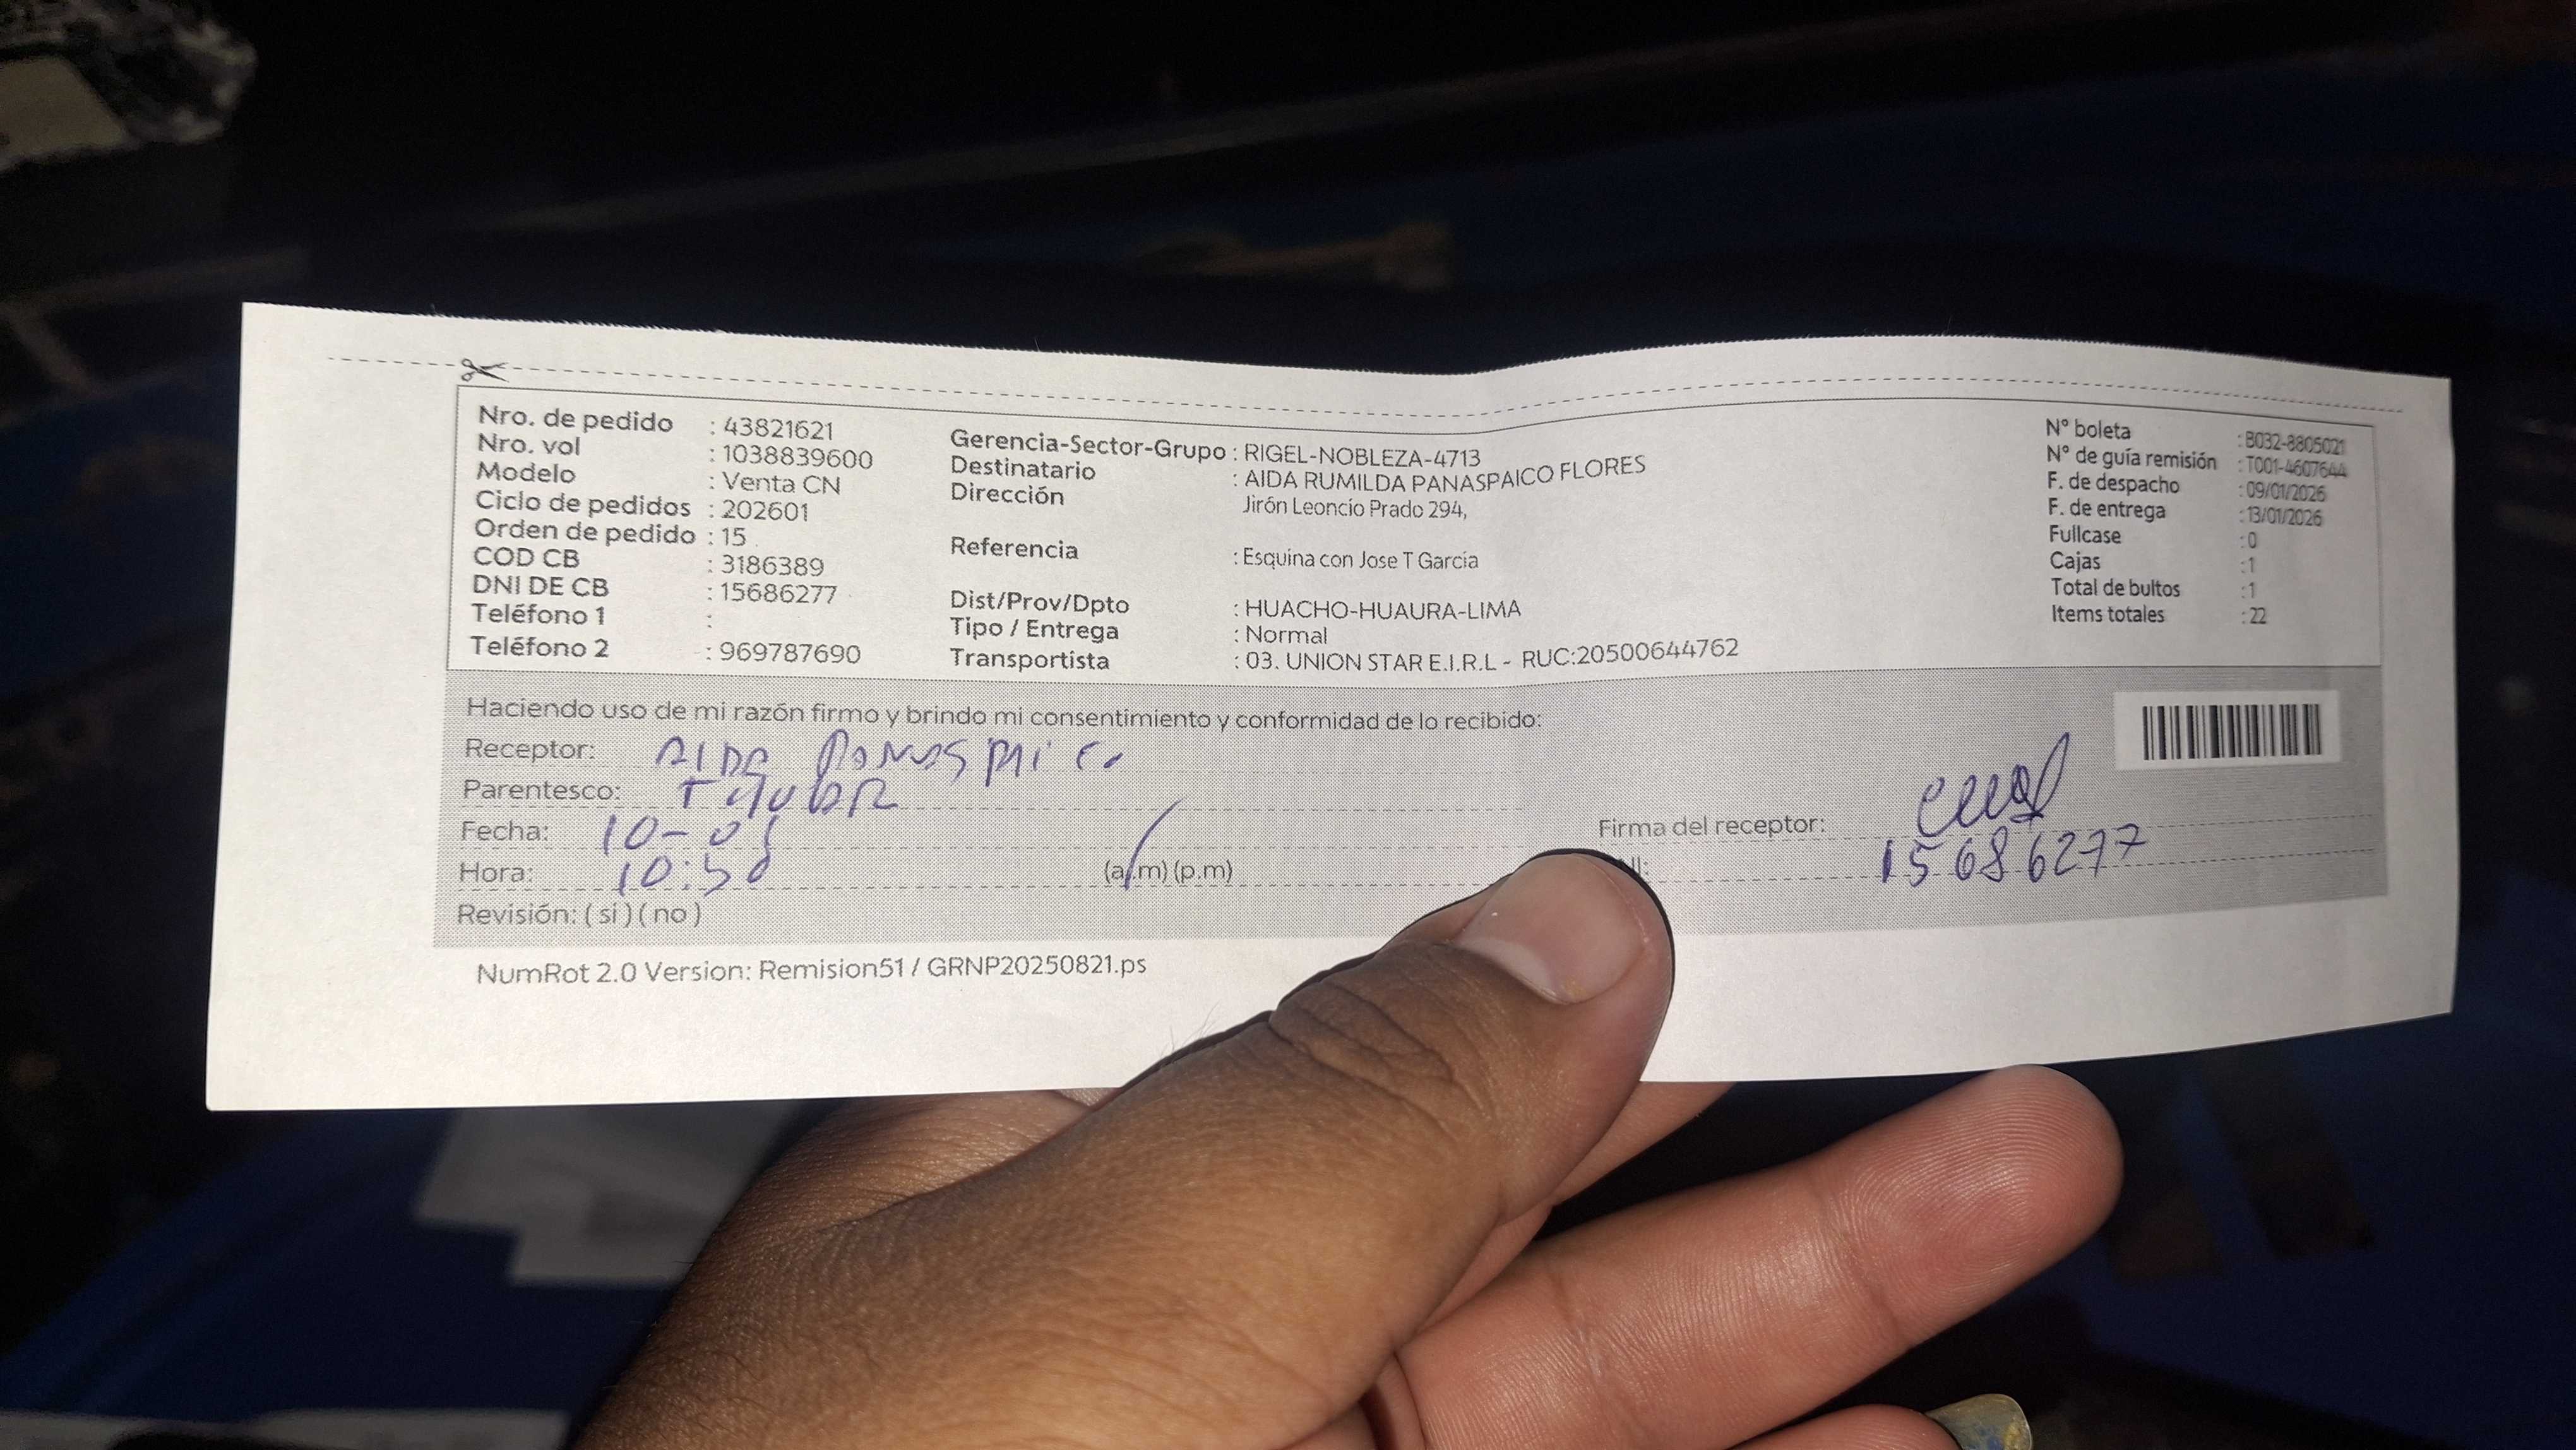 Nro. de pedido : 43821621
Nro. vol : 1038839600
Modelo : Venta CN
Ciclo de pedidos : 202601
Orden de pedido : 15
COD CB : 3186389
DNI DE CB : 15686277
Teléfono 1 :
Teléfono 2 : 969787690
Gerencia-Sector-Grupo : RIGEL-NOBLEZA-4713
Destinatario : AIDA RUMILDA PANASPAICO FLORES
Dirección Jirón Leoncio Prado 294,
Referencia : Esquina con Jose T Garcia
Dist/Prov/Dpto : HUACHO-HUAURA-LIMA
Tipo / Entrega : Normal
Transportista : 03. UNION STAR E.I.R.L - RUC:20500644762
N° boleta : B032-8805021
N° de guía remisión : T001-4607644
F. de despacho : 09/01/2026
F. de entrega : 13/01/2026
Fullcase : 0
Cajas : 1
Total de bultos : 1
Items totales : 22
Haciendo uso de mi razón firmo y brindo mi consentimiento y conformidad de lo recibido:
Receptor: AIDA
Parentesco:
Fecha: 10-01
Hora: 10:50 (a.m) (p.m)
Revisión: ( si ) ( no )
Firma del receptor:
15686277
NumRot 2.0 Version: Remision51 / GRNP20250821.ps